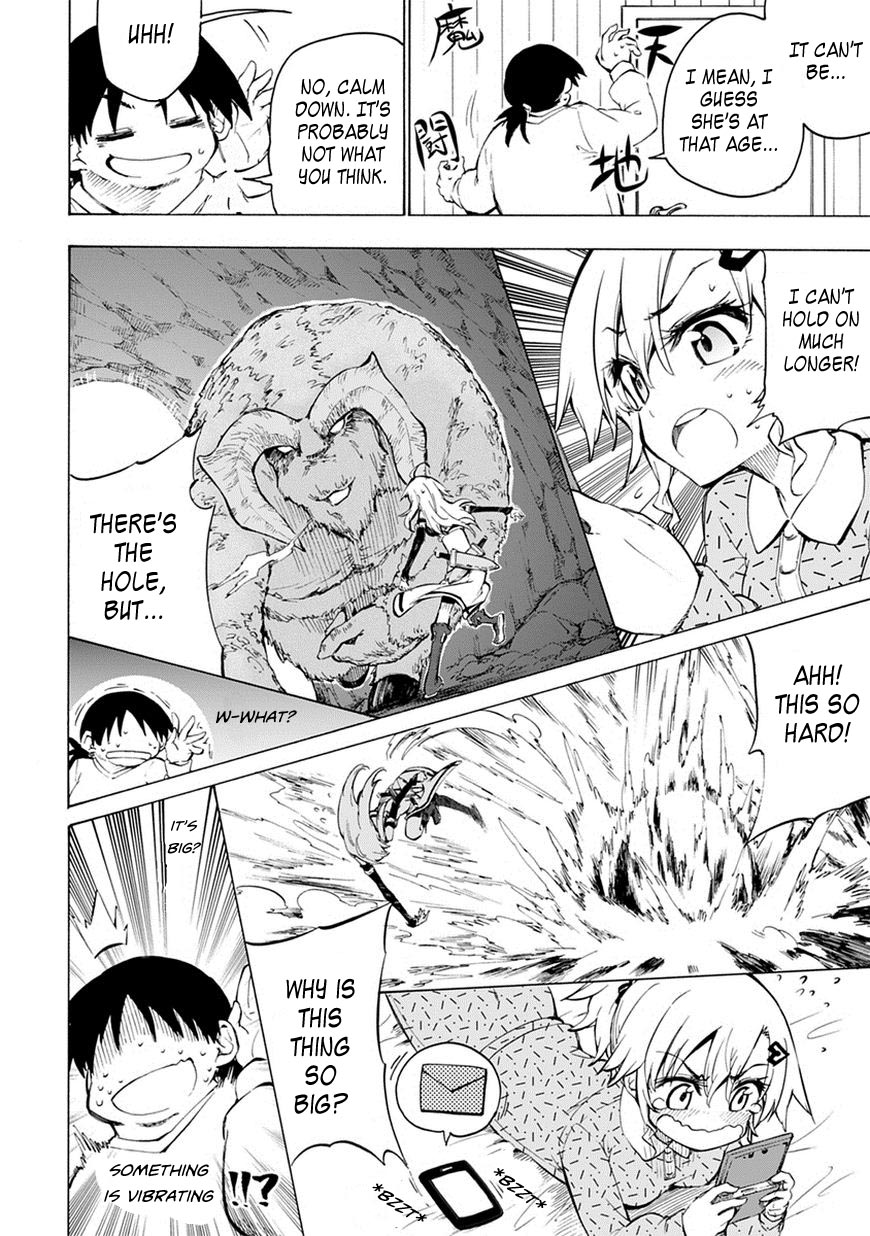 IT CAN'T
BE...
I MEAN, I
GUESS
SHE'S AT
THAT AGE...
天
地
魔
闘
NO, CALM
DOWN. IT'S
PROBABLY
NOT WHAT
YOU THINK.
UHH!
I CAN'T
HOLD ON
MUCH
LONGER!
THERE'S
THE
HOLE,
BUT...
AHH!
THIS SO
HARD!
W-WHAT?
IT'S
BIG?
WHY IS
THIS
THING
SO
BIG?
*BZZT*
*BZZT*
SOMETHING
IS VIBRATING
!!?